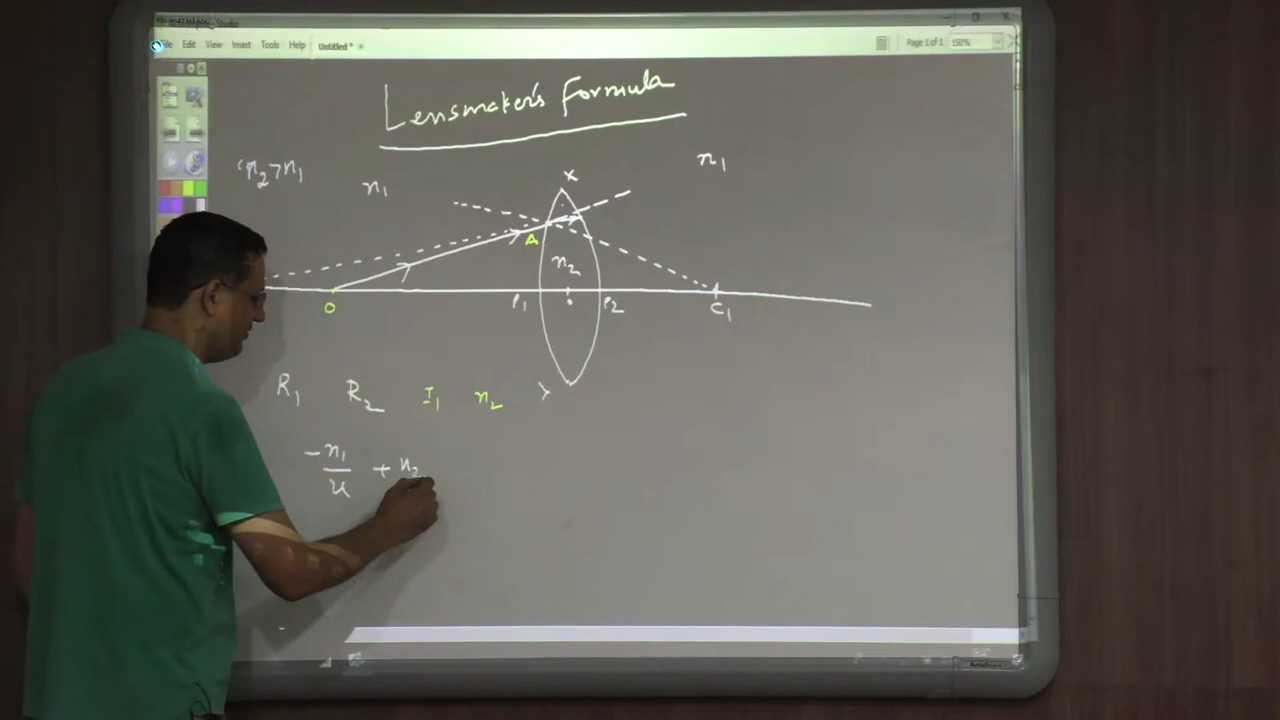 File Edit View Insert Tools Help Untitled * × Page 1 of 1 150%
Lensmaker's Formula
n₂>n₁ n₁ n₁
X
A
n₂
O P₁ P₂ C₁
R₁ R₂ I₁ n₂ Y
-n₁/u + n₂